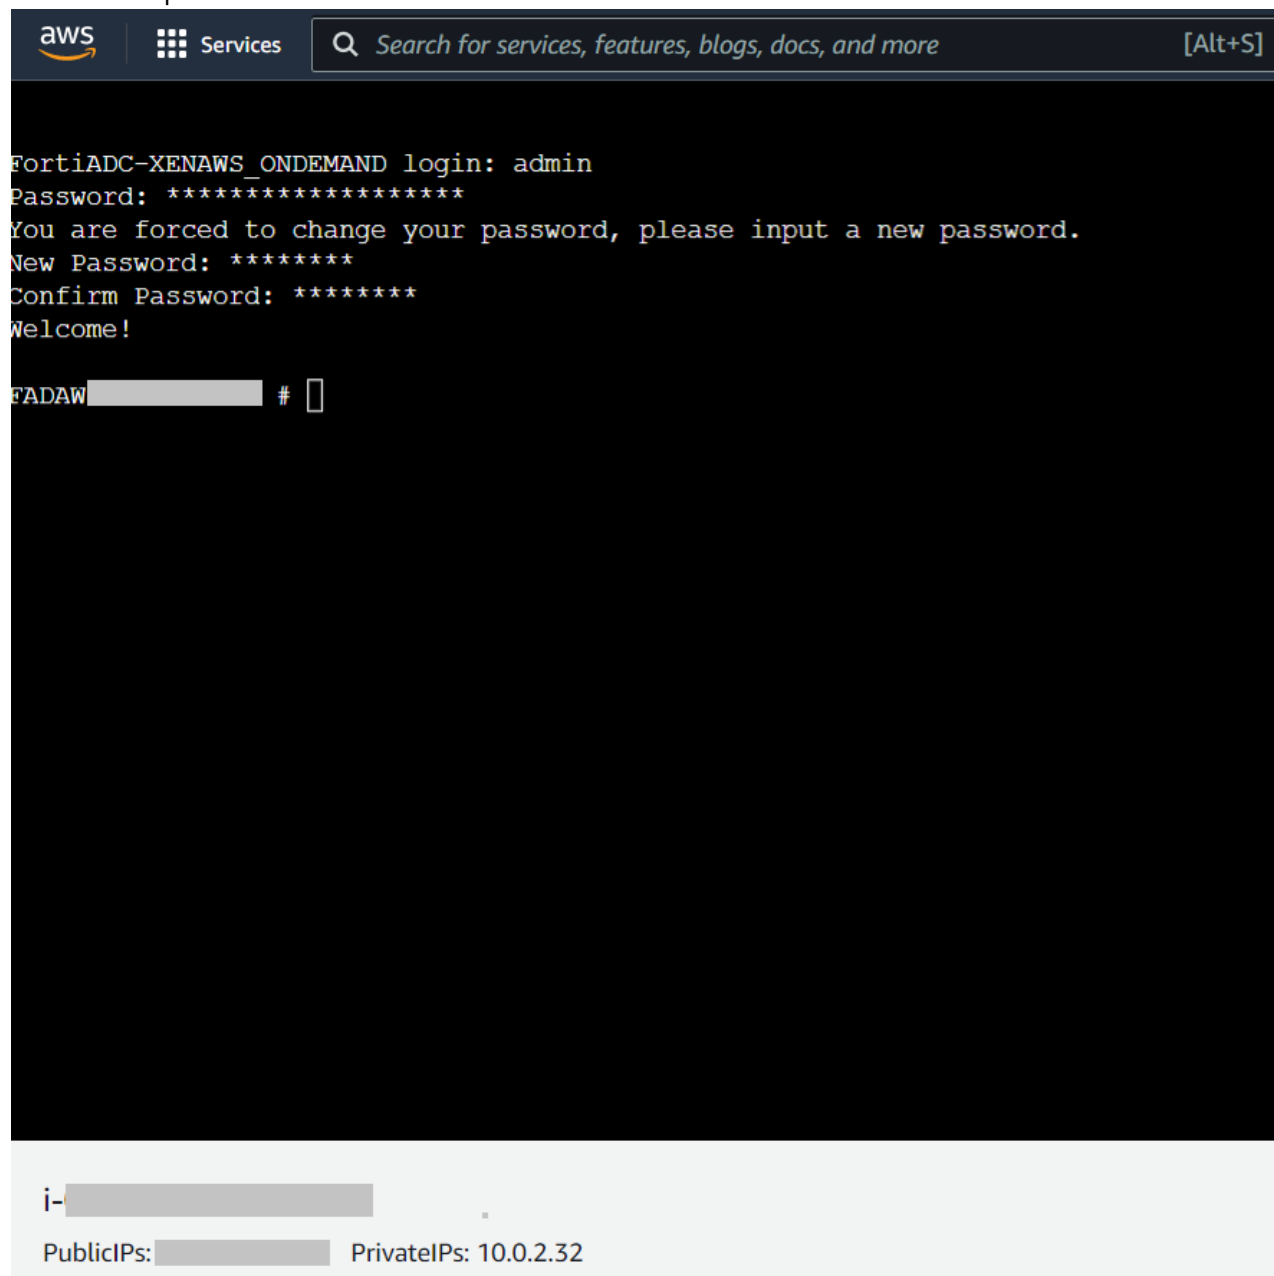 aws Services Search for services, features, blogs, docs, and more [Alt+S]
FortiADC-XENAWS_ONDEMAND login: admin
Password: *******************
You are forced to change your password, please input a new password.
New Password: ********
Confirm Password: ********
Welcome!
FADAW #
i-
PublicIPs: PrivateIPs: 10.0.2.32